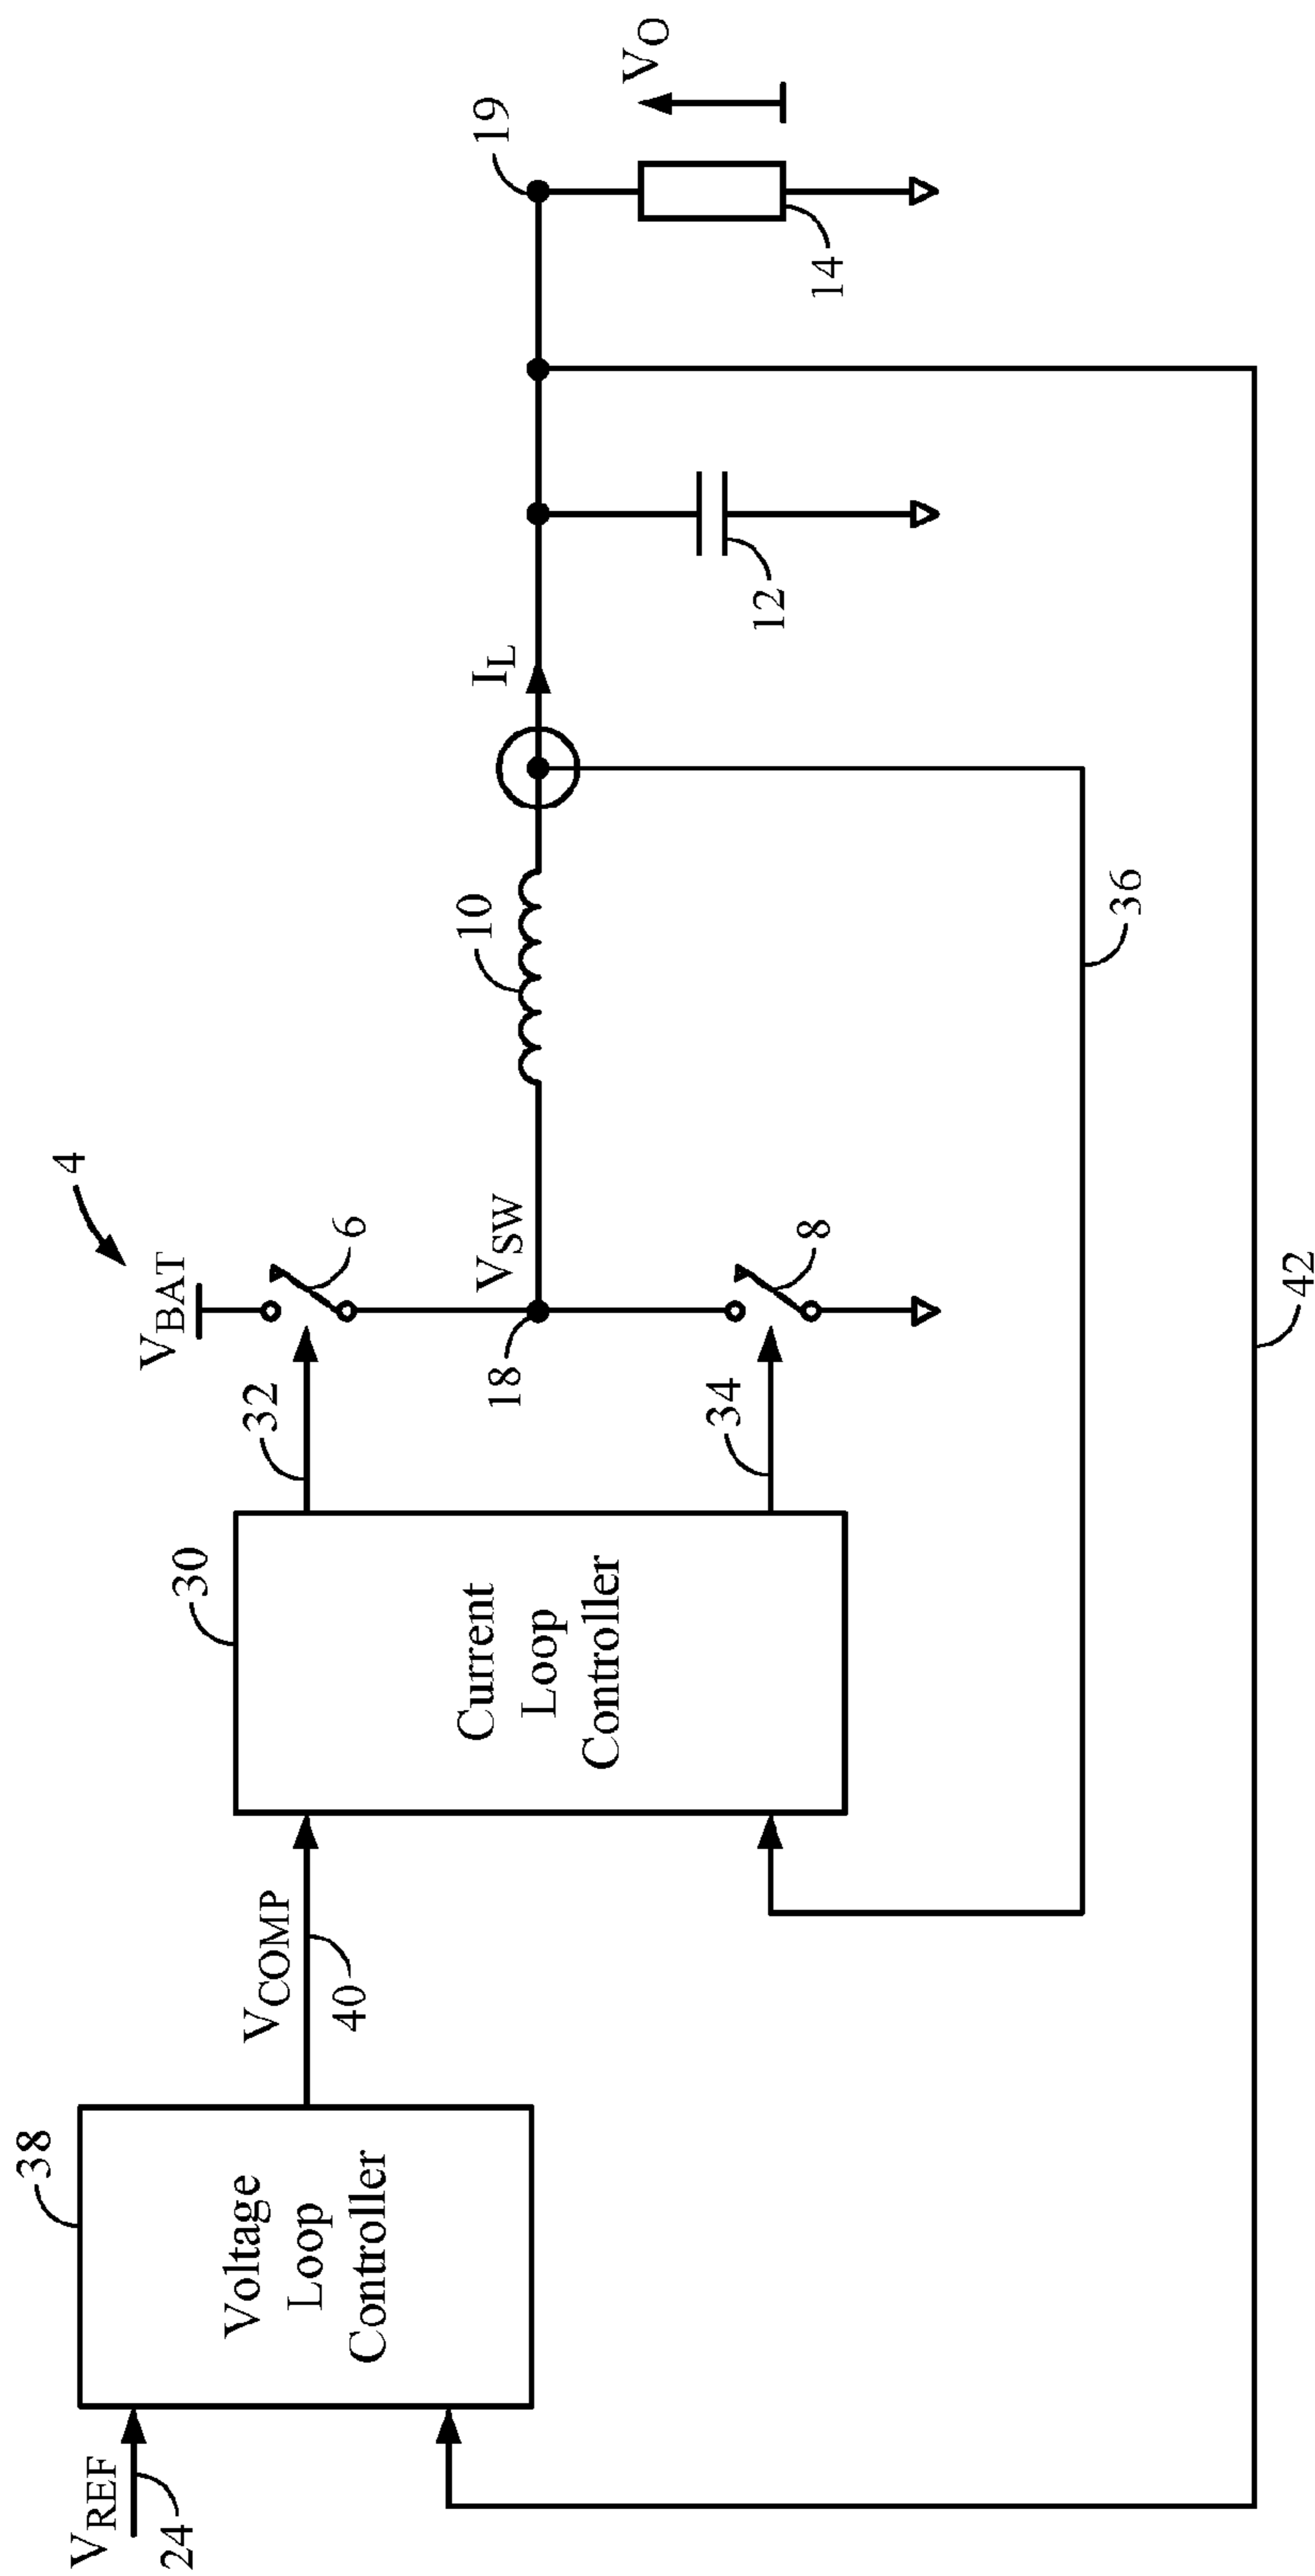 4
V_BAT
6
32
V_SW
18
8
34
30
Current
Loop
Controller
V_COMP
40
38
Voltage
Loop
Controller
V_REF
24
10
I_L
12
19
V_O
14
36
42